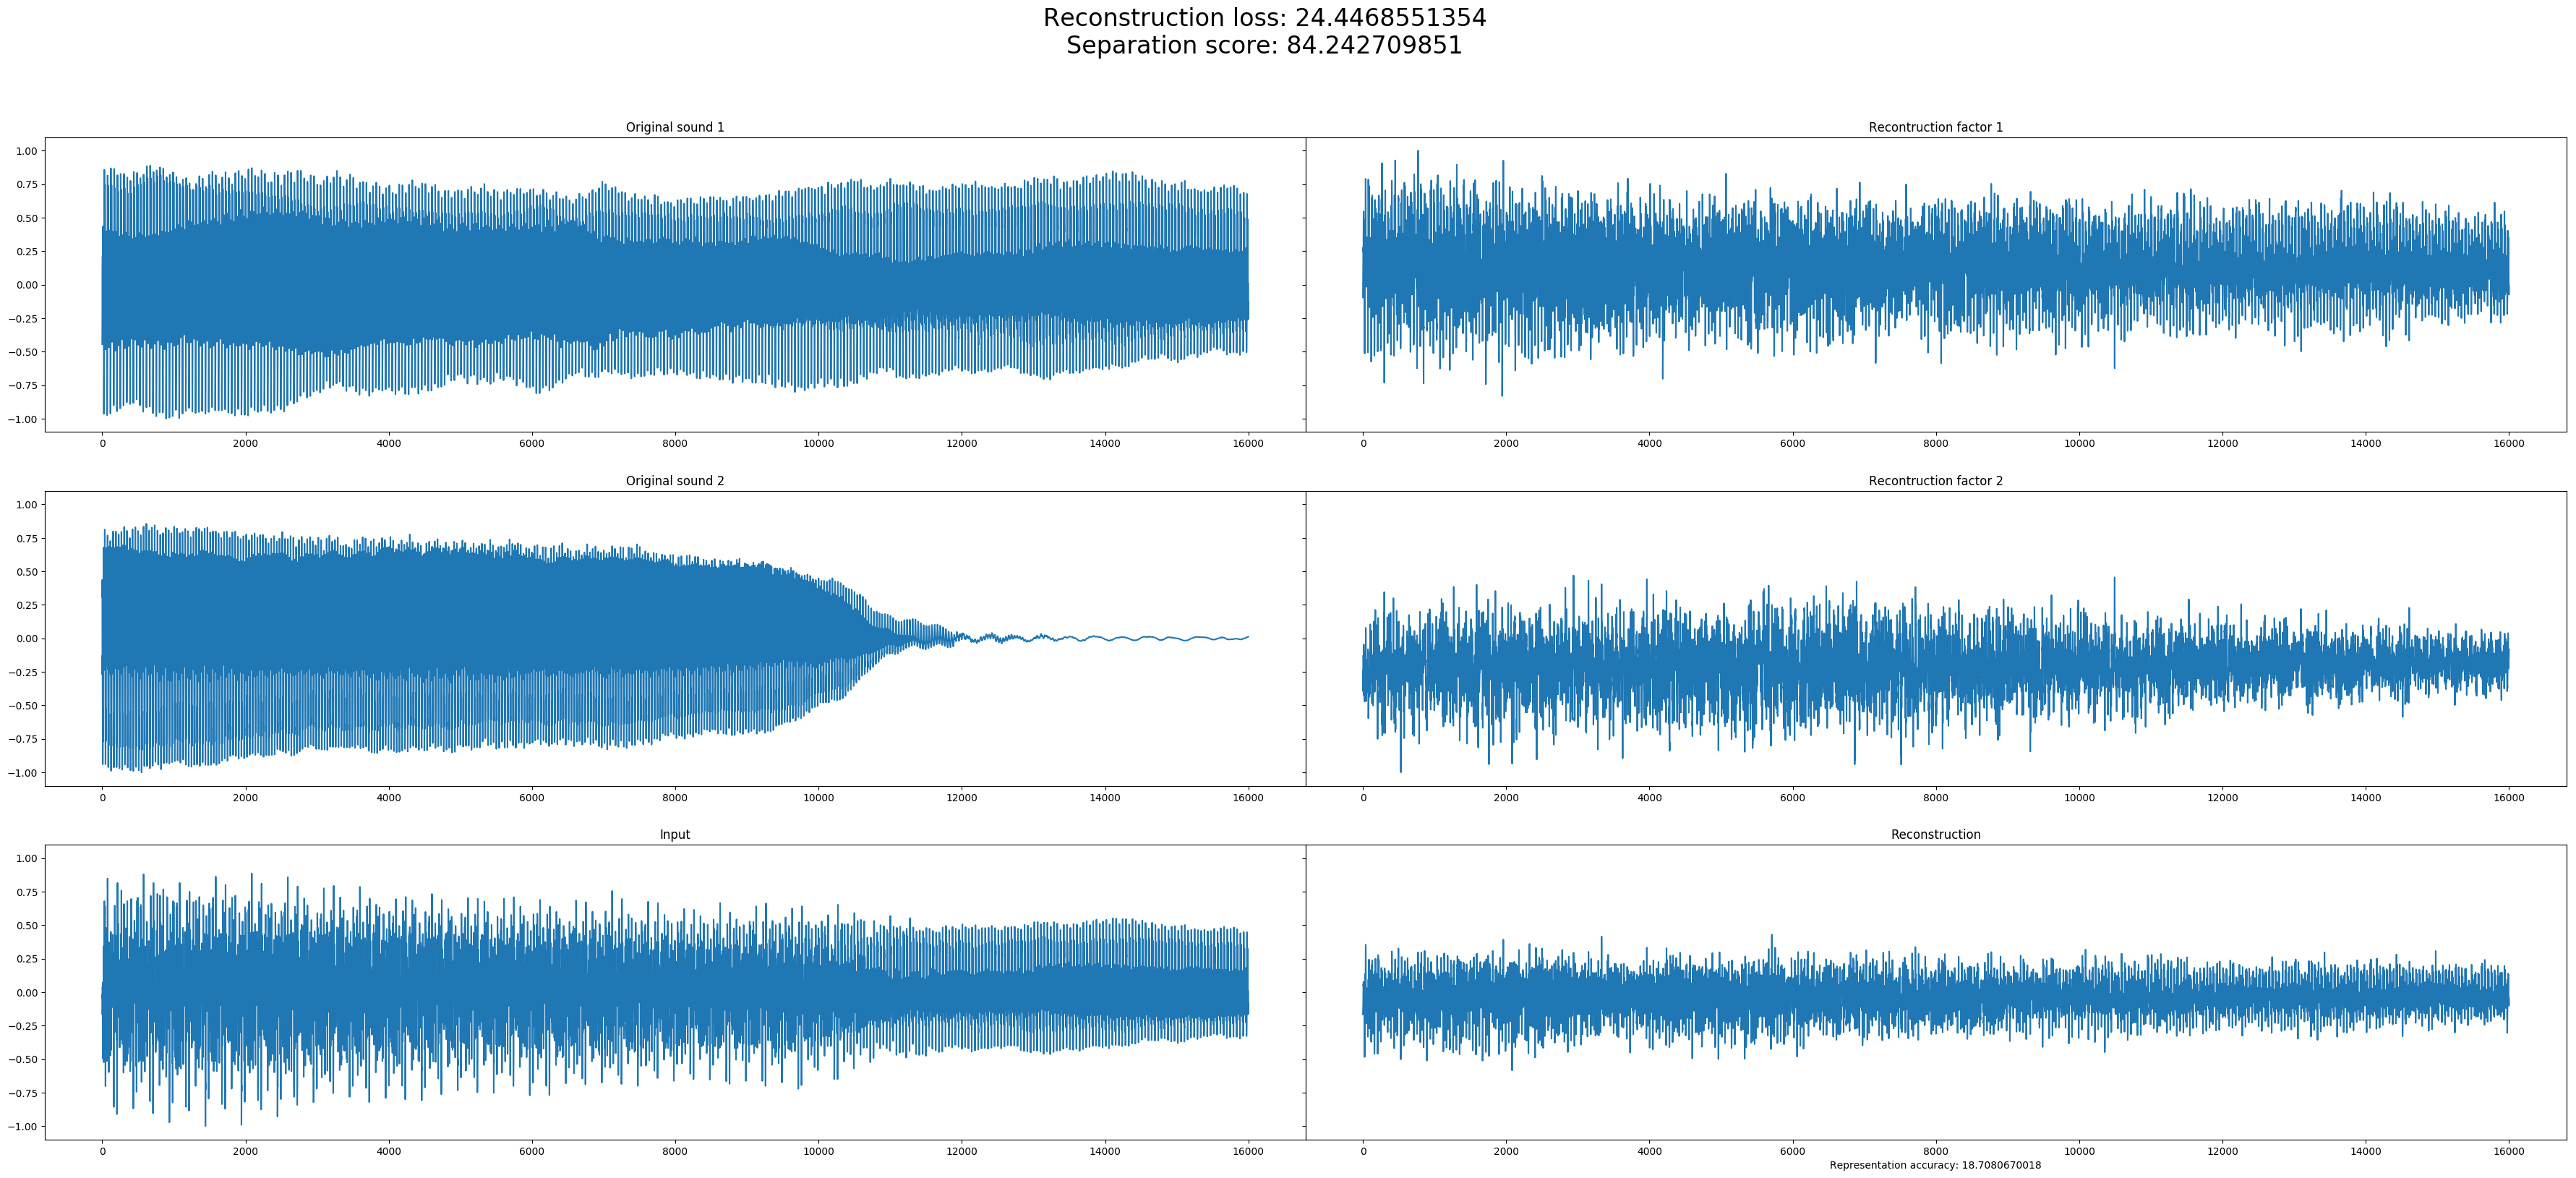 Reconstruction loss: 24.4468551354
Separation score: 84.242709851
Original sound 1
Recontruction factor 1
1.00
0.75
0.50
0.25
0.00
−0.25
−0.50
−0.75
−1.00
0 2000 4000 6000 8000 10000 12000 14000 16000
0 2000 4000 6000 8000 10000 12000 14000 16000
Original sound 2
Recontruction factor 2
1.00
0.75
0.50
0.25
0.00
−0.25
−0.50
−0.75
−1.00
0 2000 4000 6000 8000 10000 12000 14000 16000
0 2000 4000 6000 8000 10000 12000 14000 16000
Input
Reconstruction
1.00
0.75
0.50
0.25
0.00
−0.25
−0.50
−0.75
−1.00
0 2000 4000 6000 8000 10000 12000 14000 16000
0 2000 4000 6000 8000 10000 12000 14000 16000
Representation accuracy: 18.7080670018